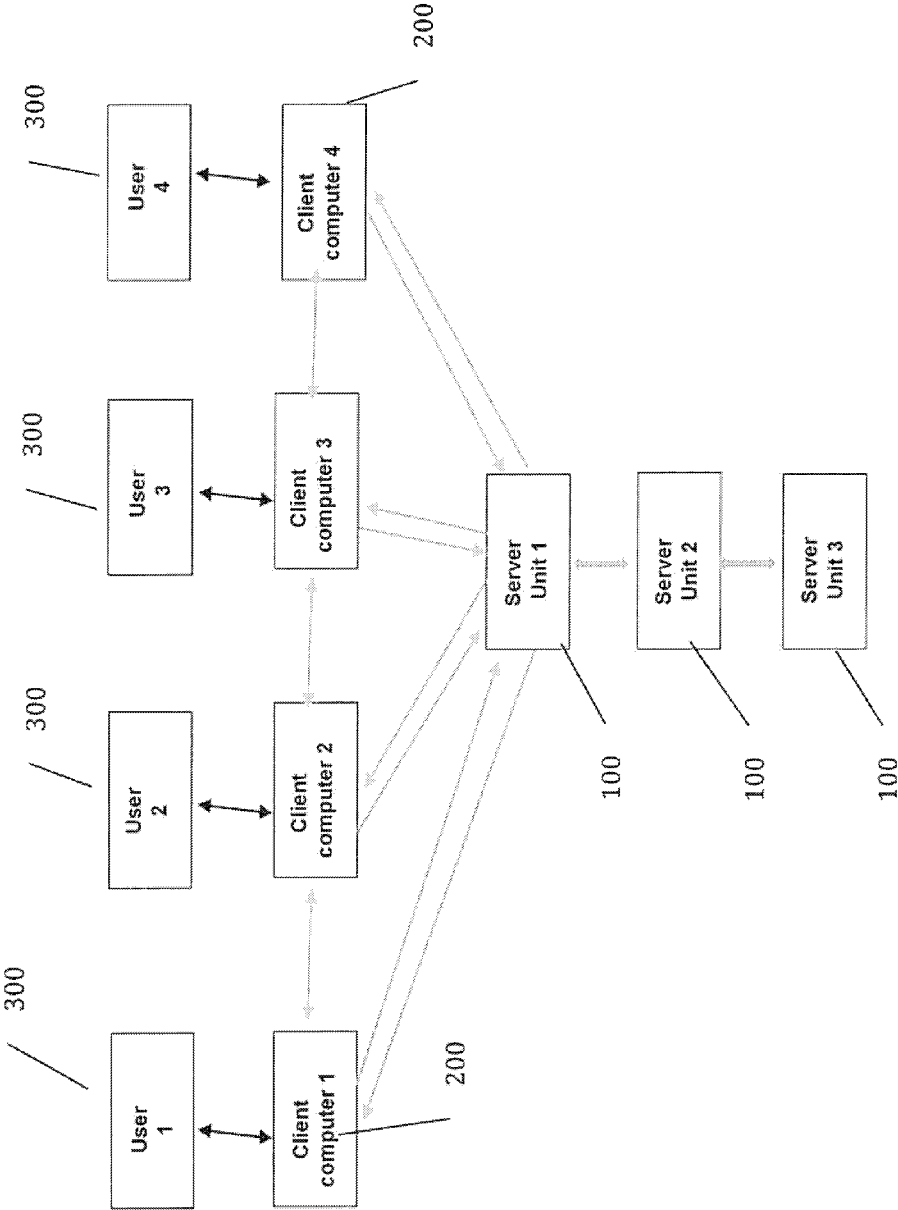 300
300
300
300
User
1
User
2
User
3
User
4
Client
computer 1
Client
computer 2
Client
computer 3
Client
computer 4
200
200
Server
Unit 1
100
Server
Unit 2
100
Server
Unit 3
100